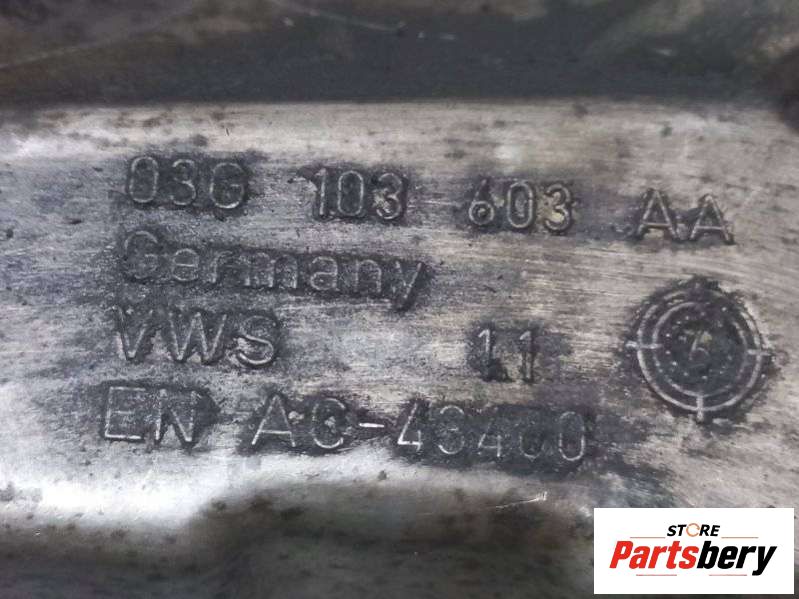 03G 103 603 AA
Germany
VWS 11
EN AC-43400
STORE
Partsbery